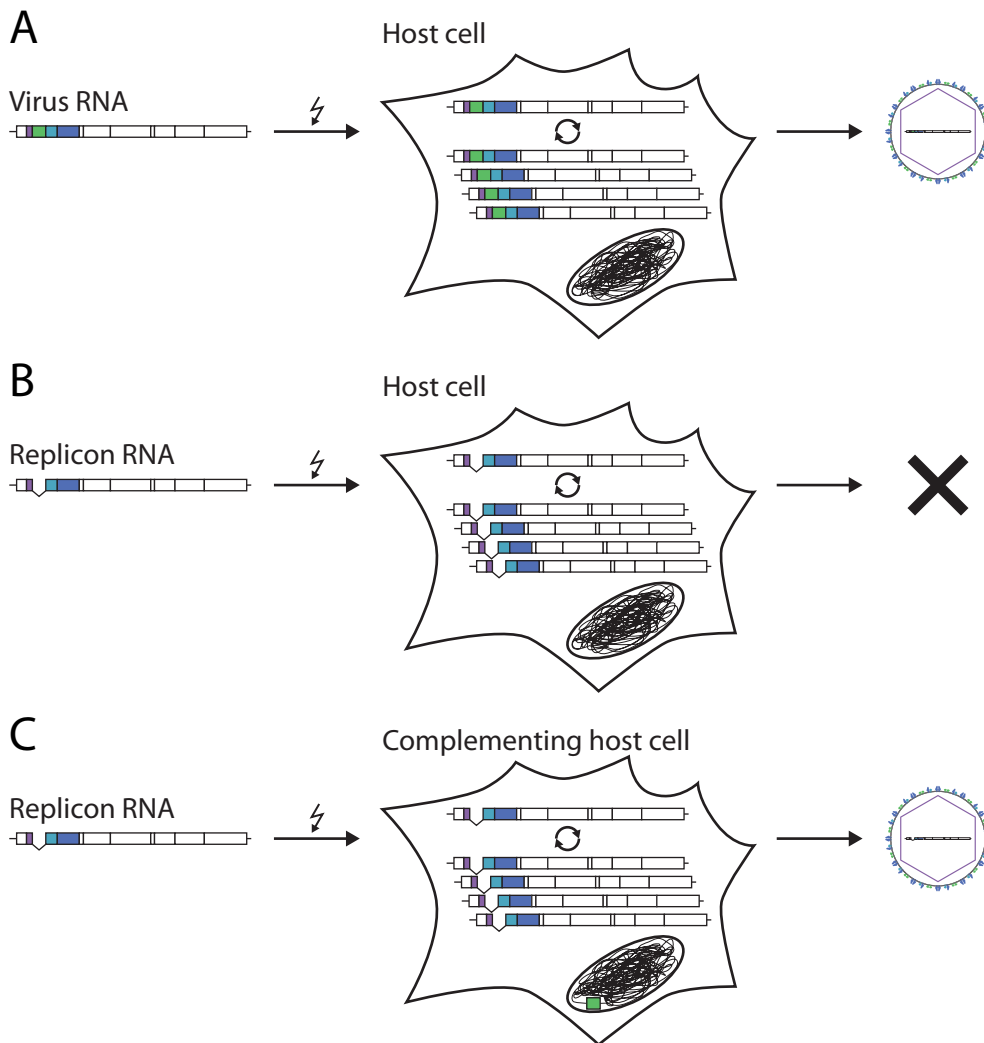 A
Host cell
Virus RNA
B
Host cell
Replicon RNA
C
Complementing host cell
Replicon RNA